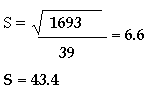 S = √1693 / 39 = 6.6
S = 43.4